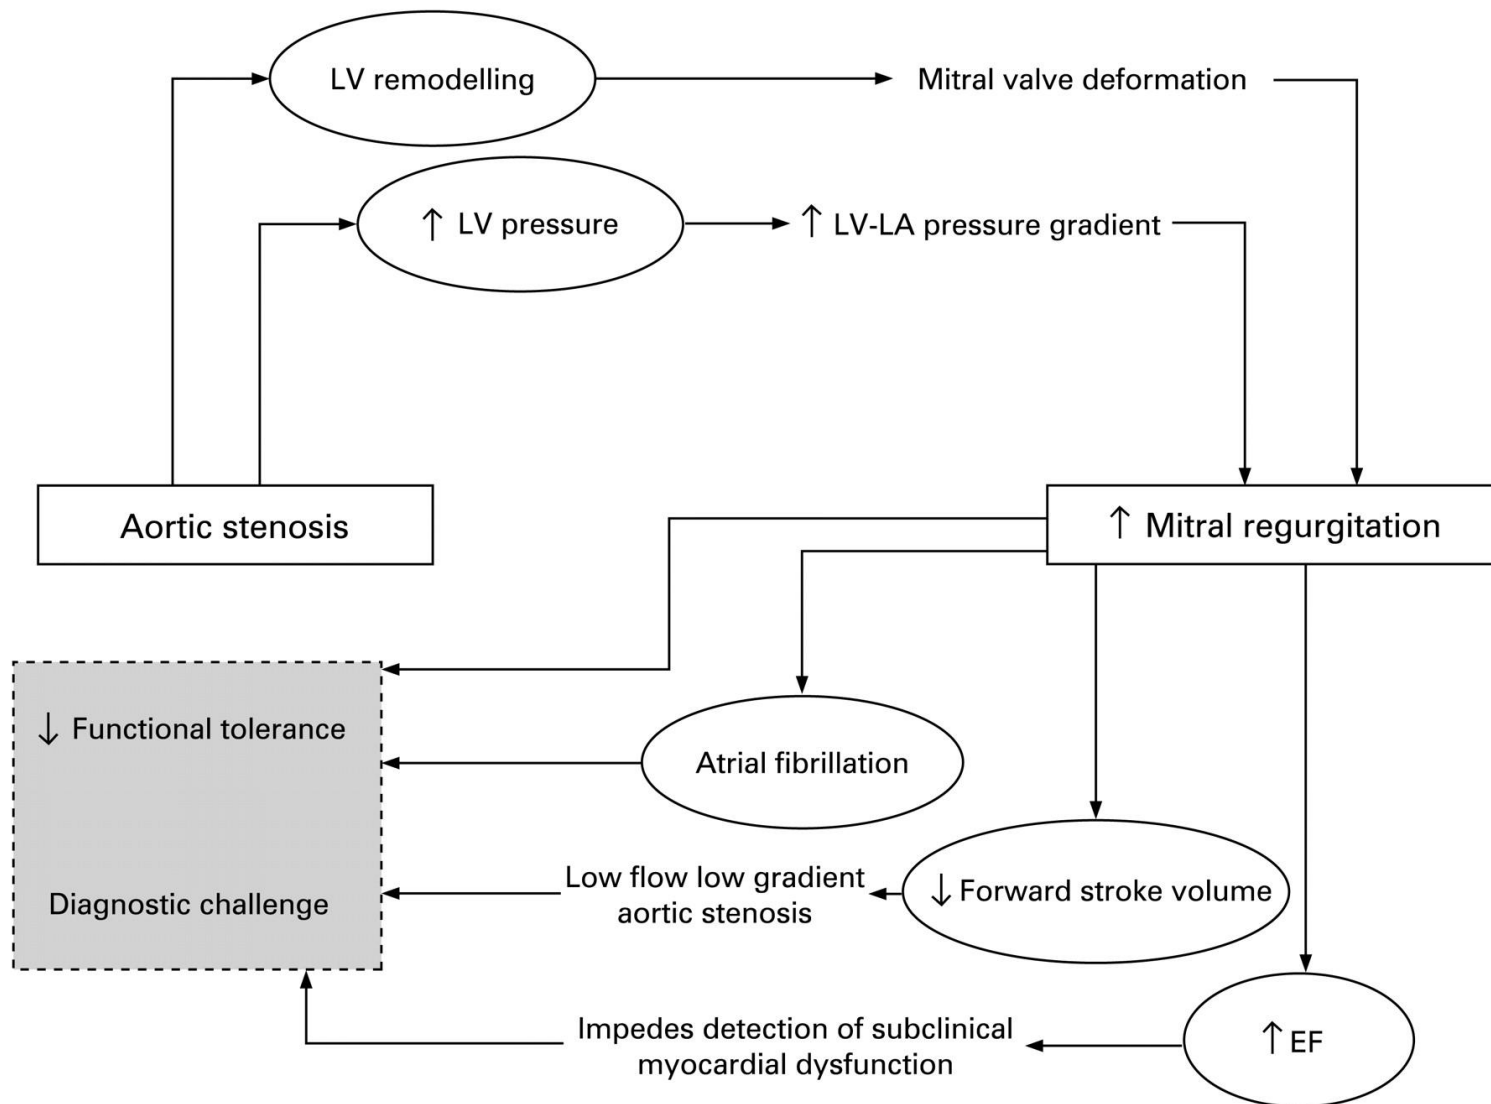 LV remodelling
Mitral valve deformation
↑ LV pressure
↑ LV-LA pressure gradient
Aortic stenosis
↑ Mitral regurgitation
↓ Functional tolerance
Atrial fibrillation
Diagnostic challenge
Low flow low gradient
aortic stenosis
↓ Forward stroke volume
Impedes detection of subclinical
myocardial dysfunction
↑ EF